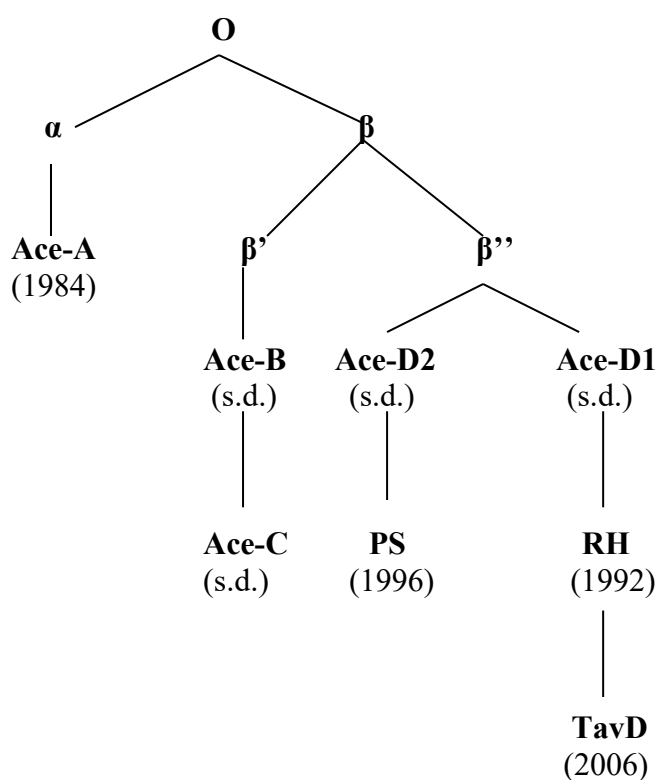 O
α β
Ace-A β’ β’’
(1984)
Ace-B Ace-D2 Ace-D1
(s.d.) (s.d.) (s.d.)
Ace-C PS RH
(s.d.) (1996) (1992)
TavD
(2006)